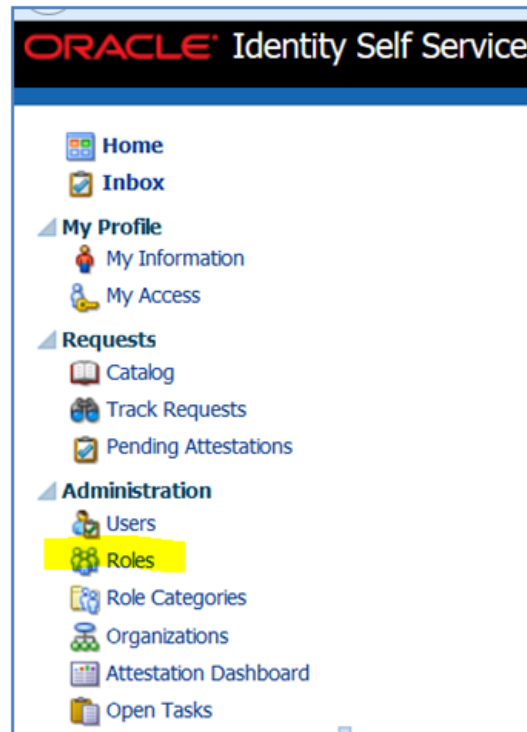 ORACLE Identity Self Service
Home
Inbox
My Profile
My Information
My Access
Requests
Catalog
Track Requests
Pending Attestations
Administration
Users
Roles
Role Categories
Organizations
Attestation Dashboard
Open Tasks